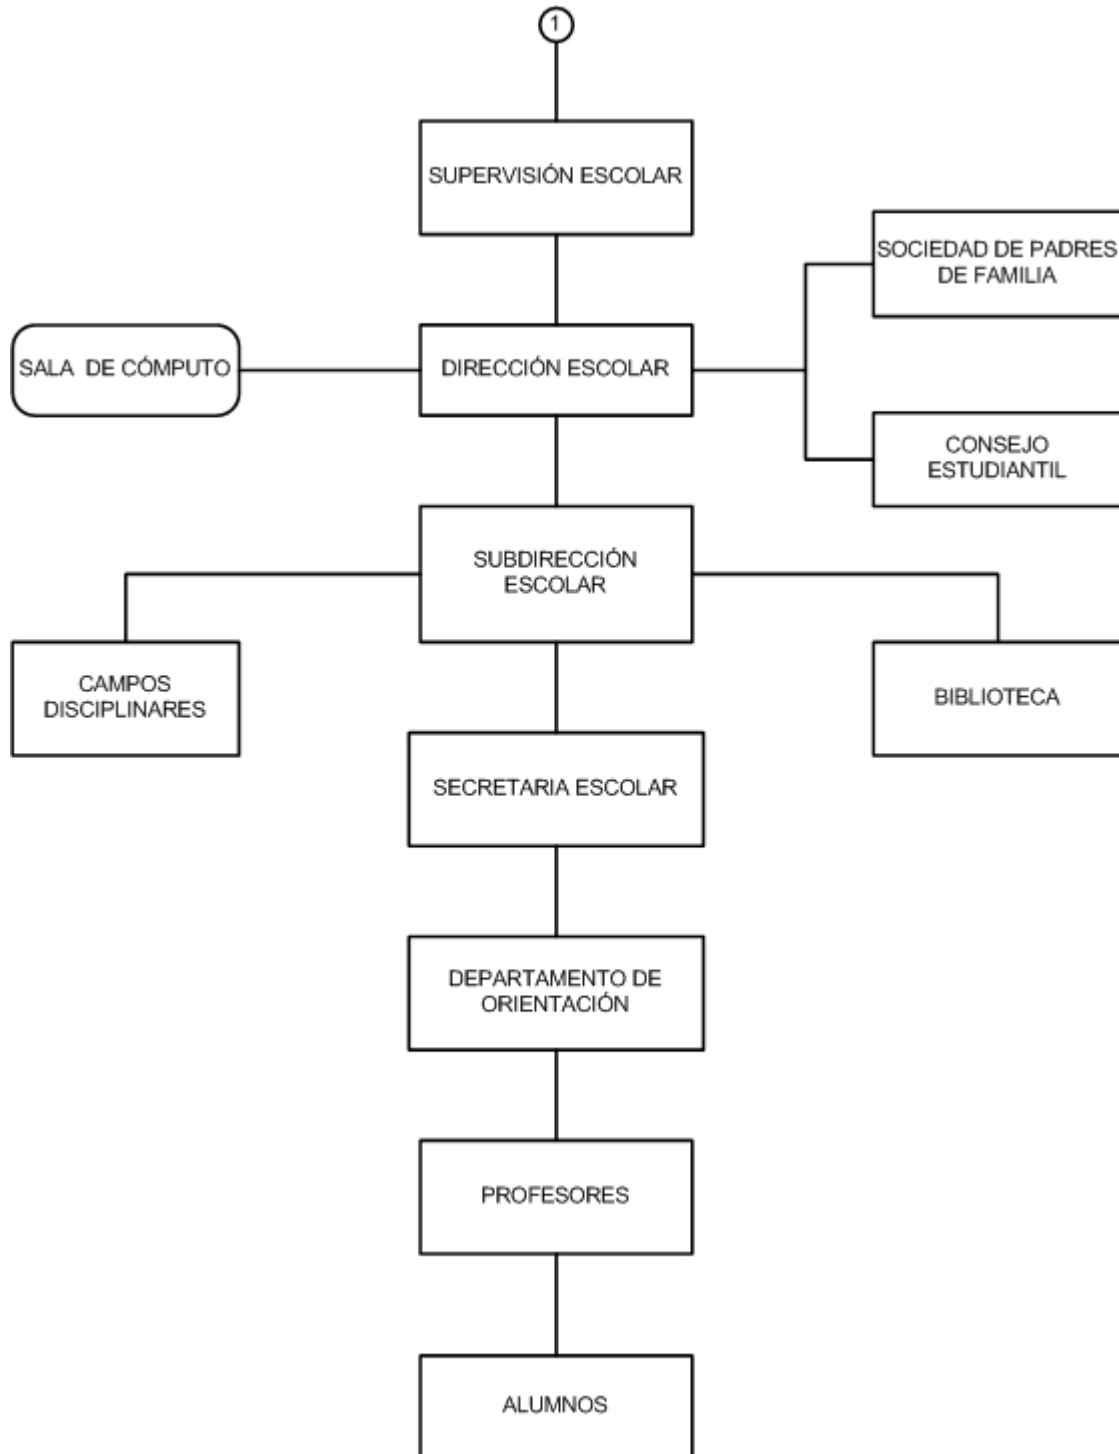 1
SUPERVISIÓN ESCOLAR
SOCIEDAD DE PADRES
DE FAMILIA
SALA DE CÓMPUTO
DIRECCIÓN ESCOLAR
CONSEJO
ESTUDIANTIL
SUBDIRECCIÓN
ESCOLAR
CAMPOS
DISCIPLINARES
BIBLIOTECA
SECRETARIA ESCOLAR
DEPARTAMENTO DE
ORIENTACIÓN
PROFESORES
ALUMNOS